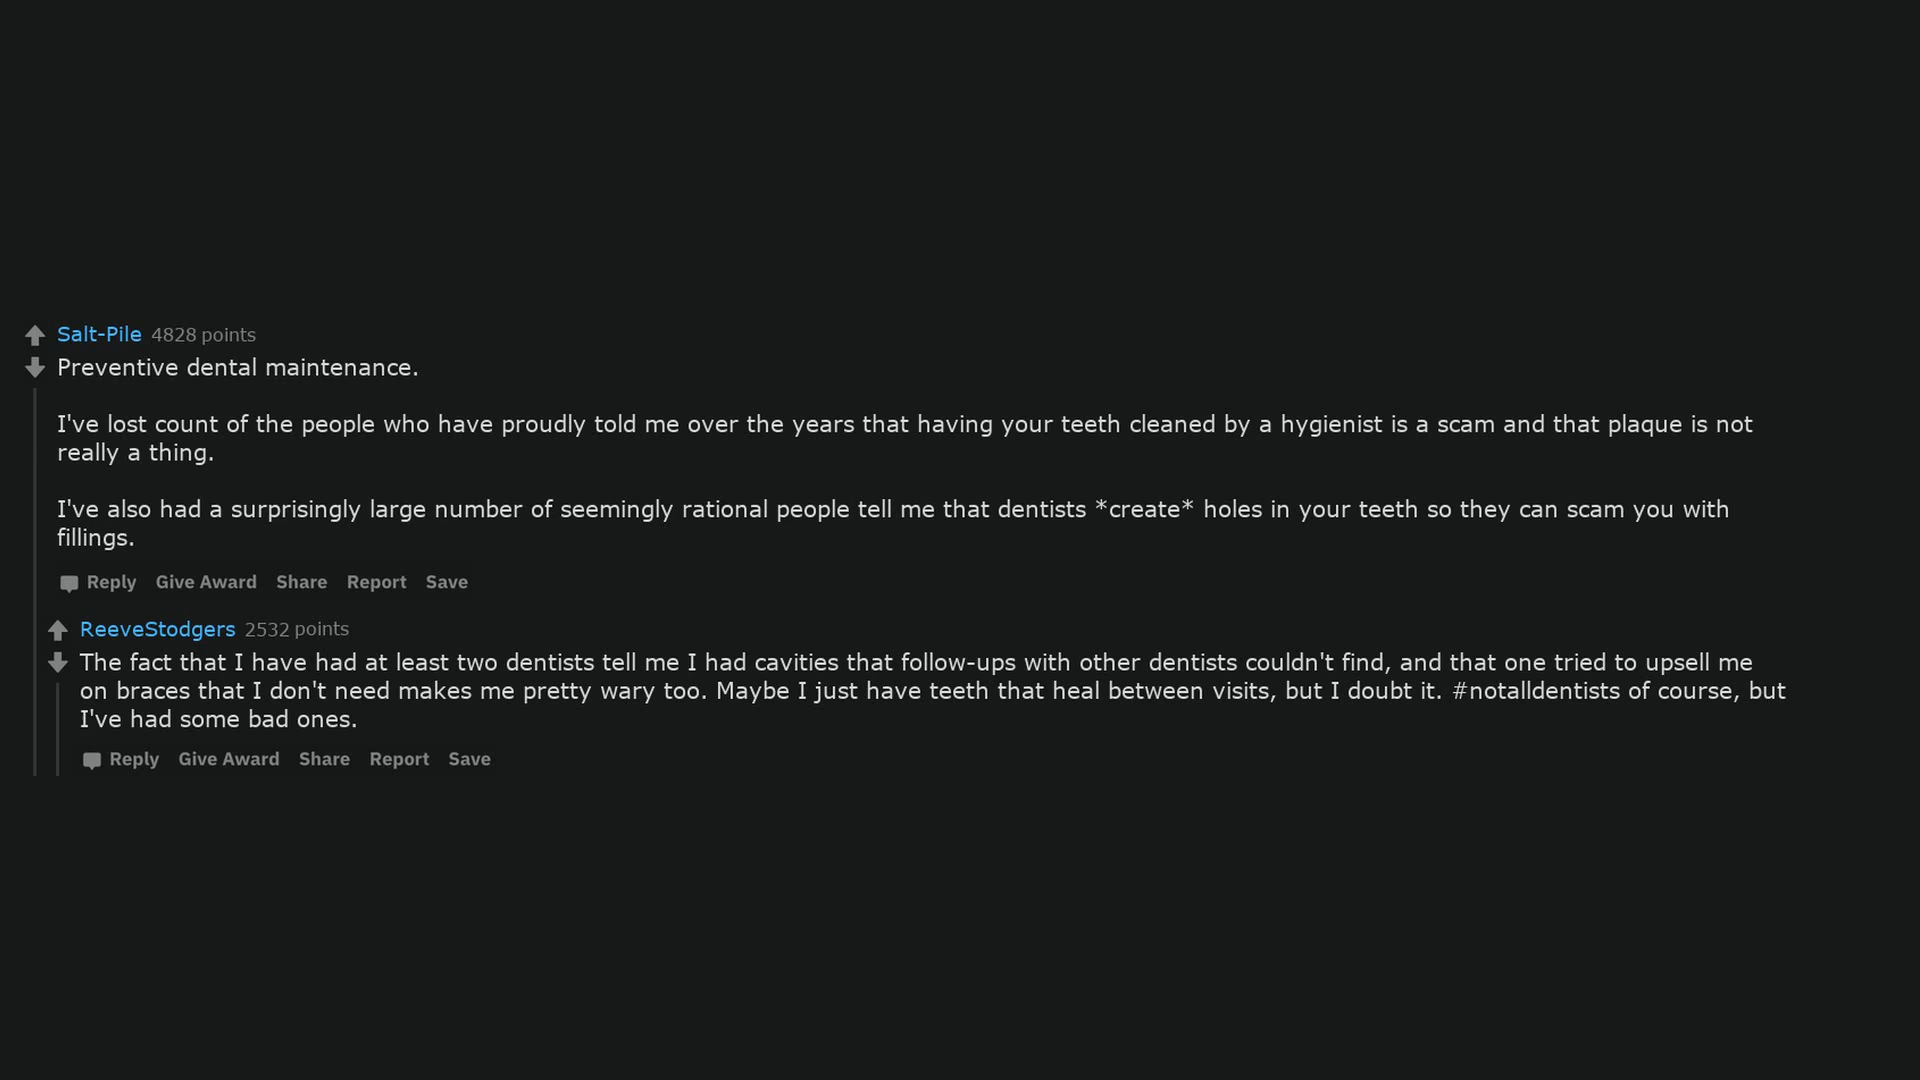 Salt-Pile 4828 points
Preventive dental maintenance.
I've lost count of the people who have proudly told me over the years that having your teeth cleaned by a hygienist is a scam and that plaque is not
really a thing.
I've also had a surprisingly large number of seemingly rational people tell me that dentists *create* holes in your teeth so they can scam you with
fillings.
Reply Give Award Share Report Save
ReeveStodgers 2532 points
The fact that I have had at least two dentists tell me I had cavities that follow-ups with other dentists couldn't find, and that one tried to upsell me
on braces that I don't need makes me pretty wary too. Maybe I just have teeth that heal between visits, but I doubt it. #notalldentists of course, but
I've had some bad ones.
Reply Give Award Share Report Save